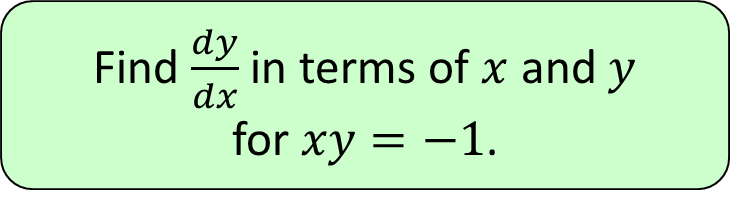 Find dy/dx in terms of x and y
for xy = −1.